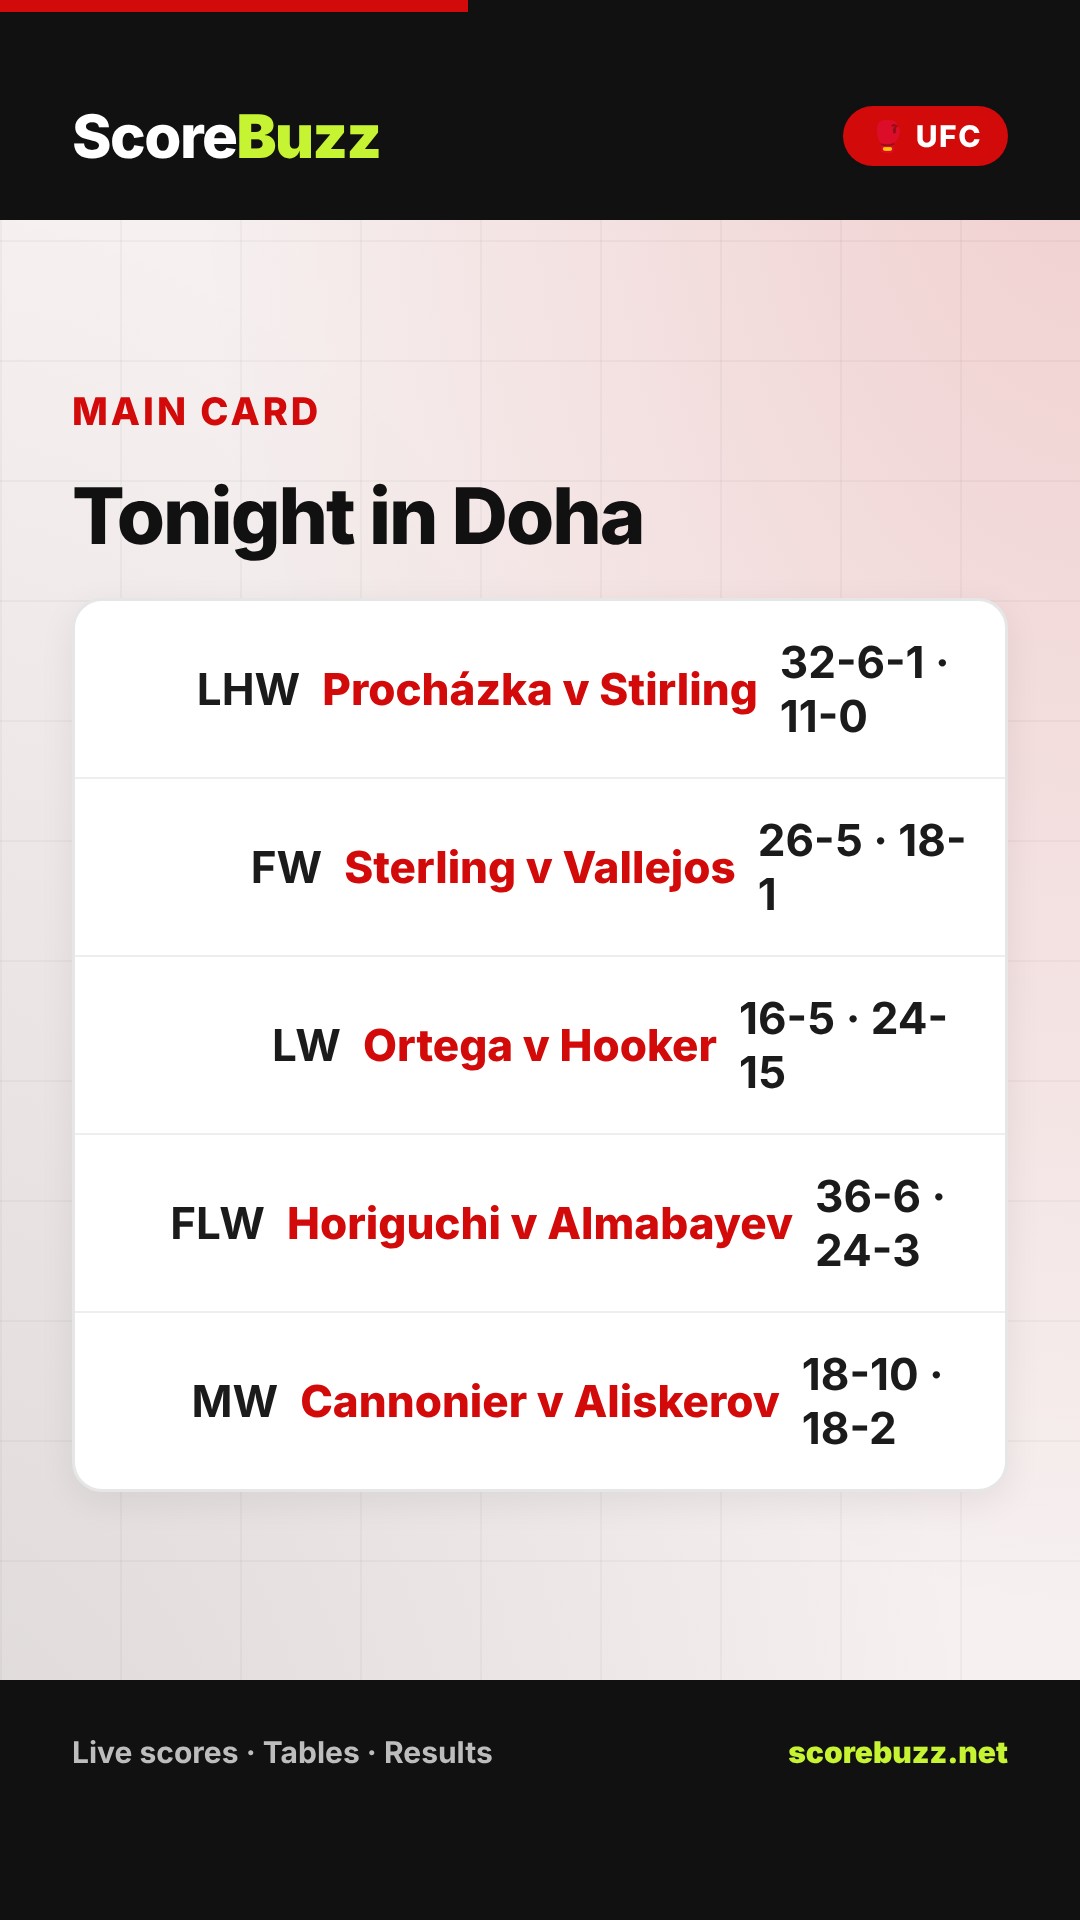 ScoreBuzz
UFC
MAIN CARD
Tonight in Doha
LHW Procházka v Stirling 32-6-1 ·
11-0
FW Sterling v Vallejos 26-5 · 18-
1
LW Ortega v Hooker 16-5 · 24-
15
FLW Horiguchi v Almabayev 36-6 ·
24-3
MW Cannonier v Aliskerov 18-10 ·
18-2
Live scores · Tables · Results
scorebuzz.net